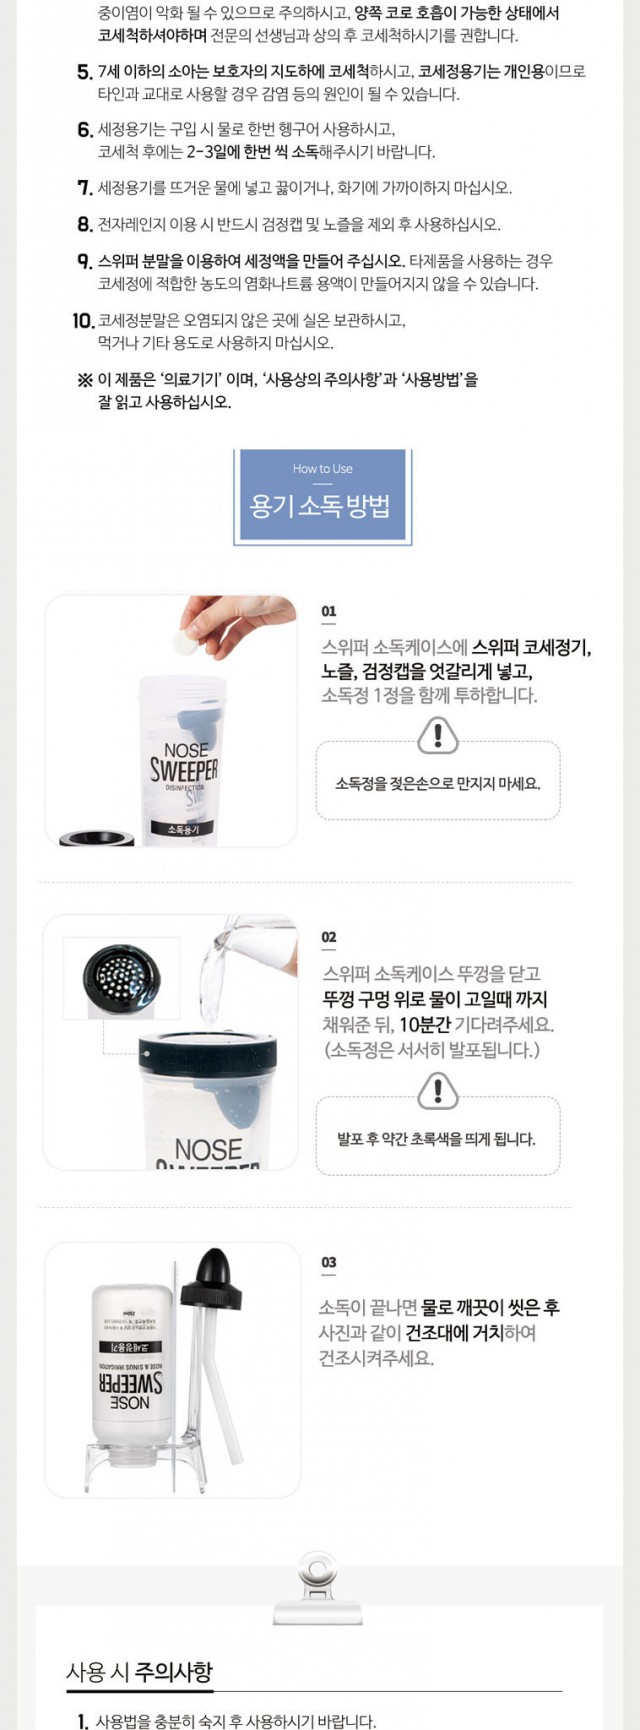 중이염이 악화 될 수 있으므로 주의하시고, 양쪽 코로 호흡이 가능한 상태에서
코세척하셔야하며 전문의 선생님과 상의 후 코세척하시기를 권합니다.
5. 7세 이하의 소아는 보호자의 지도하에 코세척하시고, 코세정용기는 개인용이므로
타인과 교대로 사용할 경우 감염 등의 원인이 될 수 있습니다.
6. 세정용기는 구입 시 물로 한번 헹구어 사용하시고,
코세척 후에는 2-3일에 한번 씩 소독해주시기 바랍니다.
7. 세정용기를 뜨거운 물에 넣고 끓이거나, 화기에 가까이하지 마십시오.
8. 전자레인지 이용 시 반드시 검정캡 및 노즐을 제외 후 사용하십시오.
9. 스위퍼 분말을 이용하여 세정액을 만들어 주십시오. 타제품을 사용하는 경우
코세정에 적합한 농도의 염화나트륨 용액이 만들어지지 않을 수 있습니다.
10. 코세정분말은 오염되지 않은 곳에 실온 보관하시고,
먹거나 기타 용도로 사용하지 마십시오.
※ 이 제품은 ‘의료기기’ 이며, ‘사용상의 주의사항’과 ‘사용방법’을
잘 읽고 사용하십시오.
How to Use
용기 소독 방법
01
스위퍼 소독케이스에 스위퍼 코세정기,
노즐, 검정캡을 엇갈리게 넣고,
소독정 1정을 함께 투하합니다.
소독정을 젖은손으로 만지지 마세요.
NOSE
SWEEPER
DISINFECTION
소독용기
02
스위퍼 소독케이스 뚜껑을 닫고
뚜껑 구멍 위로 물이 고일때 까지
채워준 뒤, 10분간 기다려주세요.
(소독정은 서서히 발포됩니다.)
발포 후 약간 초록색을 띄게 됩니다.
NOSE
SWEEPER
03
소독이 끝나면 물로 깨끗이 씻은 후
사진과 같이 건조대에 거치하여
건조시켜주세요.
NOSE
SWEEPER
NOSE & SINUS IRRIGATION
코세정용기
사용 시 주의사항
1. 사용법을 충분히 숙지 후 사용하시기 바랍니다.